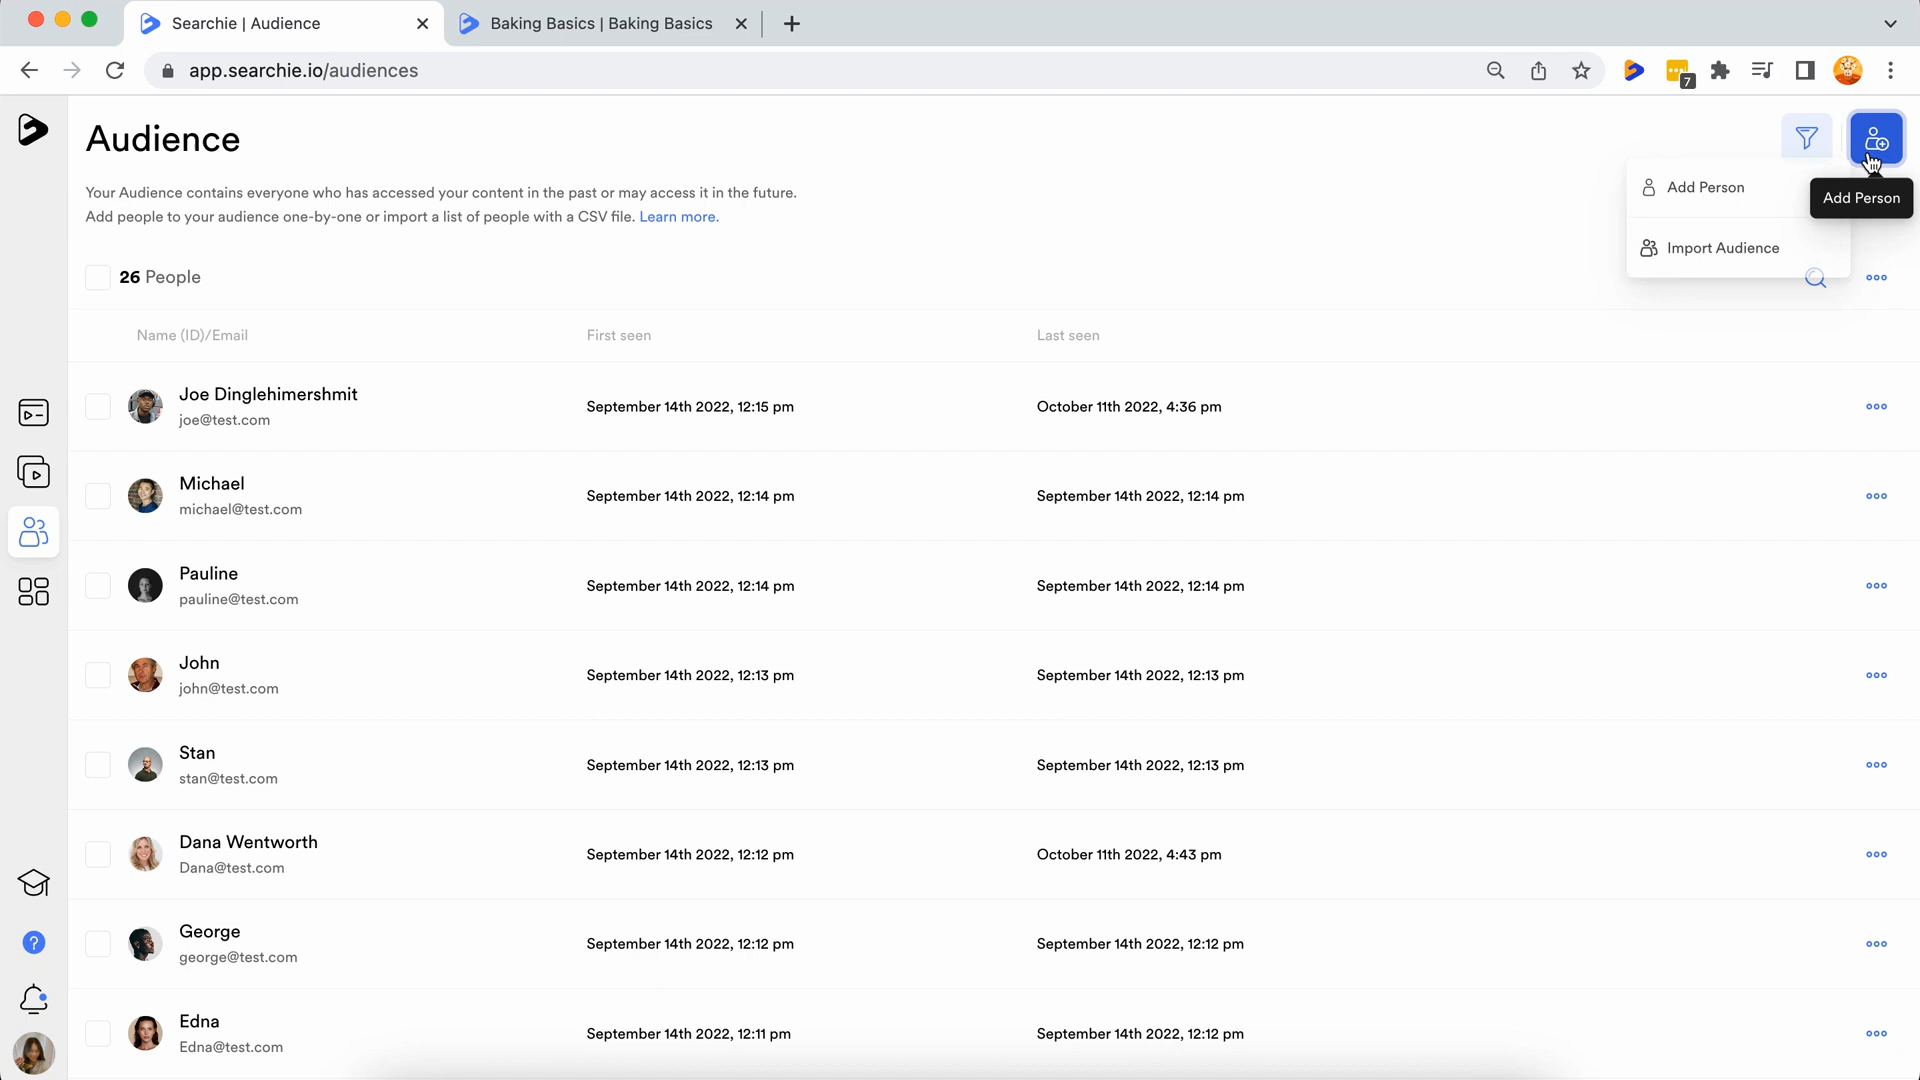 Searchie | Audience
Baking Basics | Baking Basics
app.searchie.io/audiences
7
Audience
Your Audience contains everyone who has accessed your content in the past or may access it in the future.
Add people to your audience one-by-one or import a list of people with a CSV file. Learn more.
Add Person
Add Person
Import Audience
26 People
Name (ID)/Email First seen Last seen
Joe Dinglehimershmit
joe@test.com
September 14th 2022, 12:15 pm
October 11th 2022, 4:36 pm
Michael
michael@test.com
September 14th 2022, 12:14 pm
September 14th 2022, 12:14 pm
Pauline
pauline@test.com
September 14th 2022, 12:14 pm
September 14th 2022, 12:14 pm
John
john@test.com
September 14th 2022, 12:13 pm
September 14th 2022, 12:13 pm
Stan
stan@test.com
September 14th 2022, 12:13 pm
September 14th 2022, 12:13 pm
Dana Wentworth
Dana@test.com
September 14th 2022, 12:12 pm
October 11th 2022, 4:43 pm
George
george@test.com
September 14th 2022, 12:12 pm
September 14th 2022, 12:12 pm
Edna
Edna@test.com
September 14th 2022, 12:11 pm
September 14th 2022, 12:12 pm
?